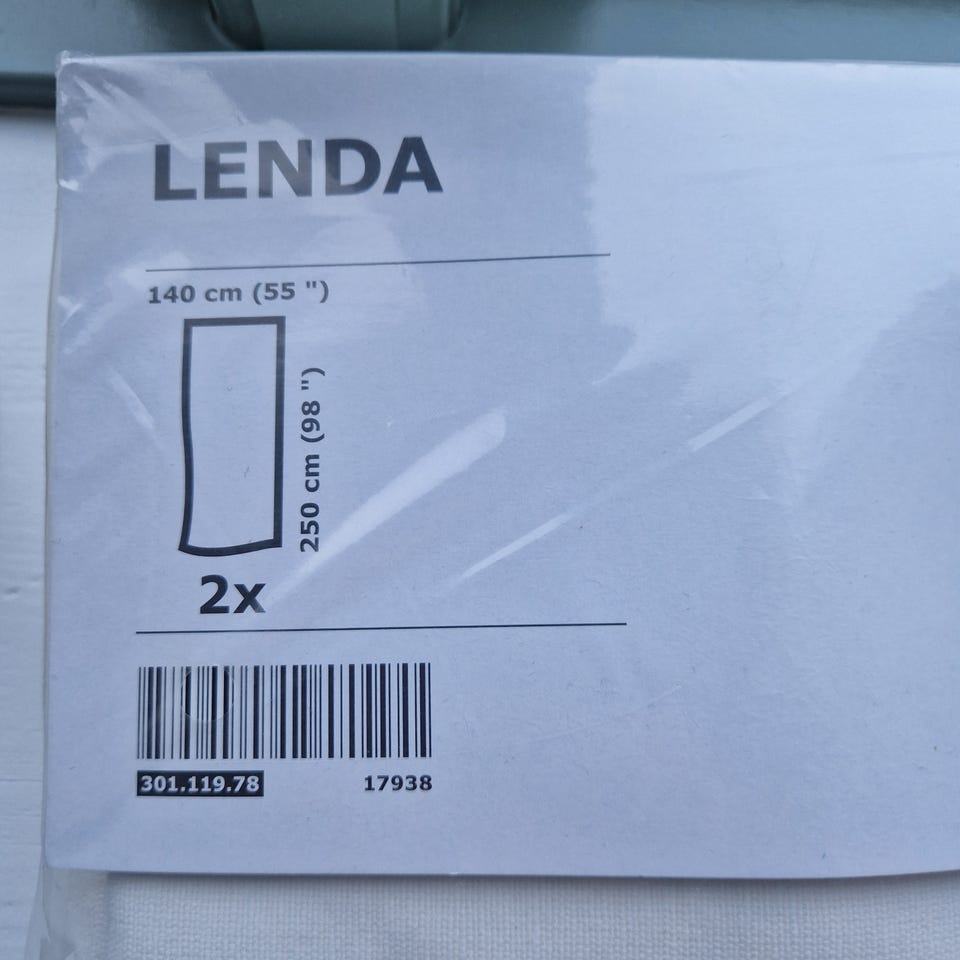 LENDA
140 cm (55 ")
250 cm (98 ")
2x
301.119.78
17938